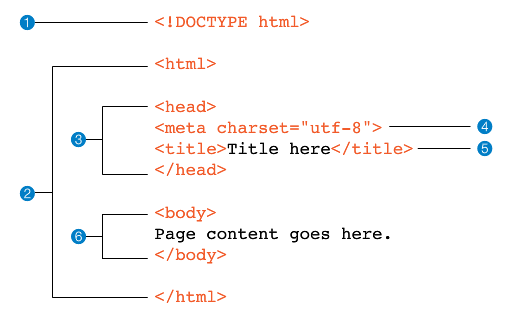 1 <!DOCTYPE html>
<html>
<head>
3 <meta charset="utf-8"> 4
<title>Title here</title> 5
</head>
2
<body>
6 Page content goes here.
</body>
</html>